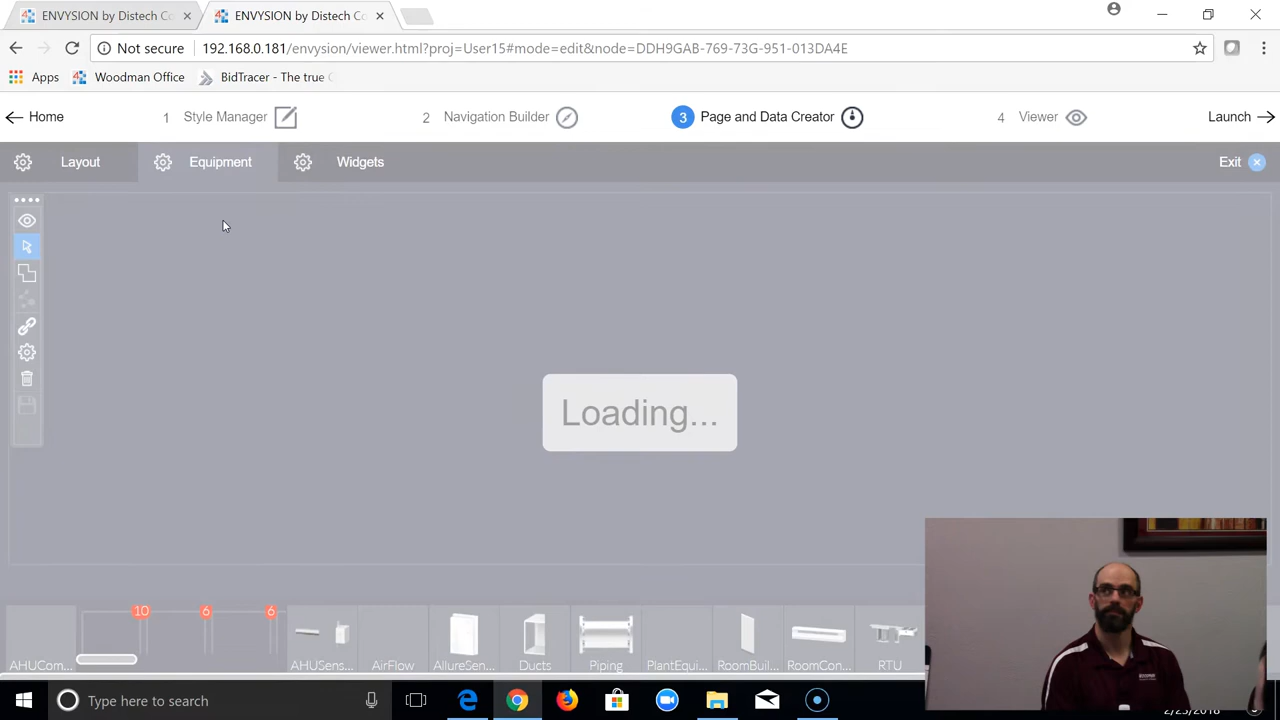 ENVYSION by Distech Co
ENVYSION by Distech Co
Not secure 192.168.0.181/envysion/viewer.html?proj=User15#mode=edit&node=DDH9GAB-769-73G-951-013DA4E
Apps Woodman Office BidTracer - The true C
Home 1 Style Manager 2 Navigation Builder 3 Page and Data Creator 4 Viewer Launch
Layout Equipment Widgets Exit
Loading...
10 6 6
AHUCom... AHUSens... AirFlow AllureSen... Ducts Piping PlantEqui... RoomBuil... RoomCon... RTU
Type here to search
2/23/2018